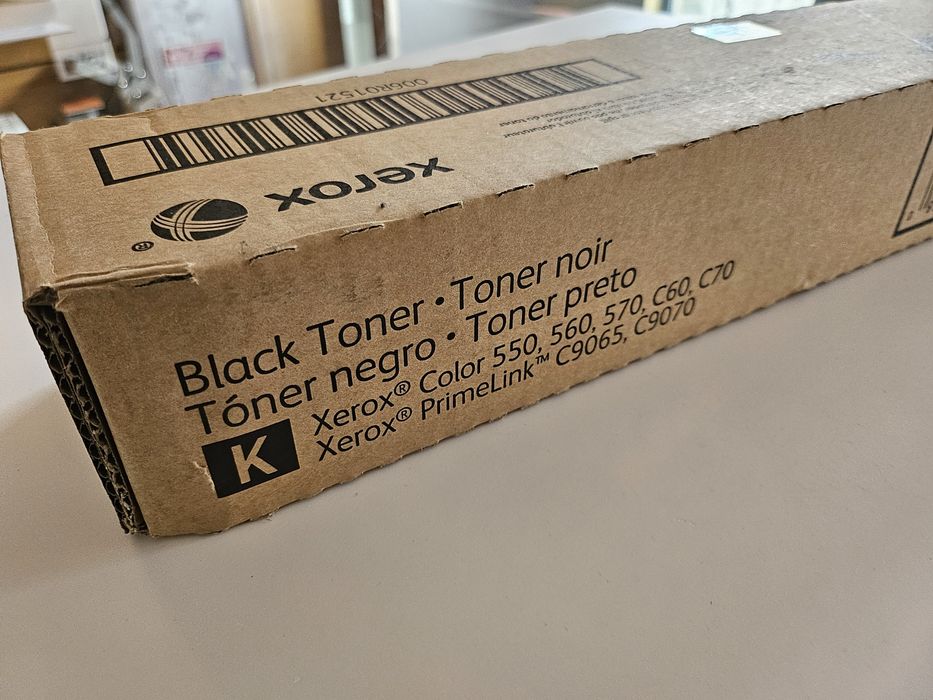 006R01521
xerox
®
Black Toner • Toner noir
Tóner negro • Toner preto
K
Xerox® Color 550, 560, 570, C60, C70
Xerox® PrimeLink™ C9065, C9070